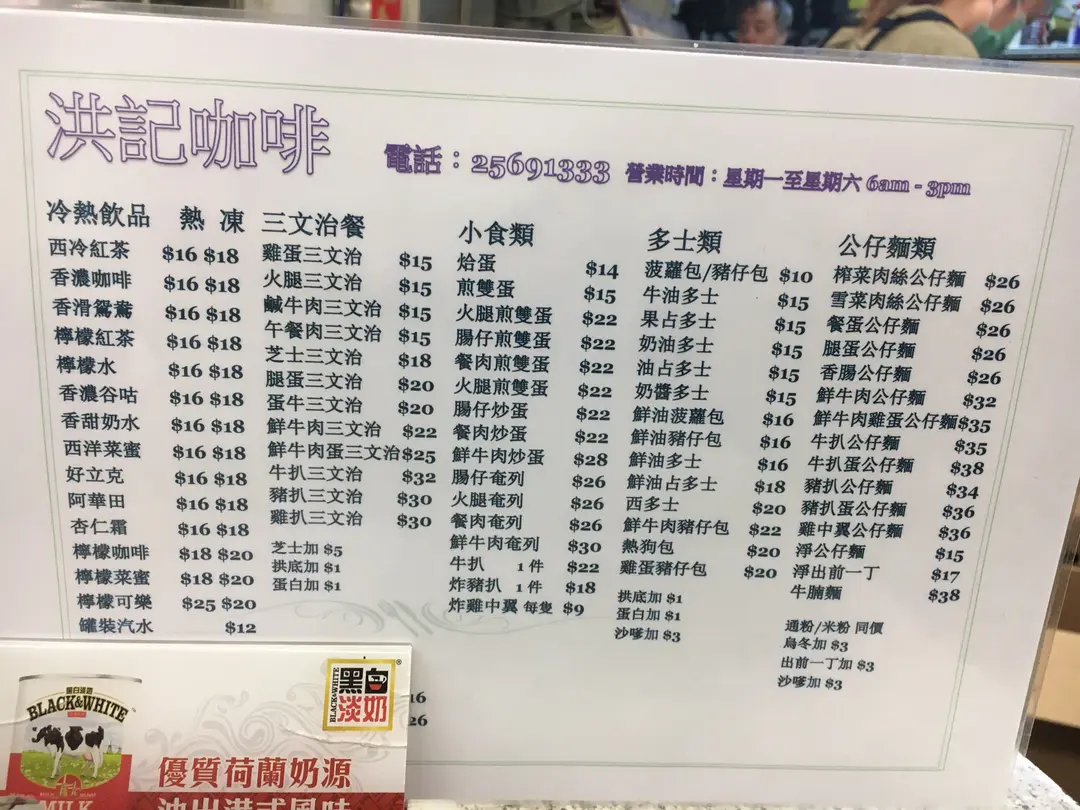 洪記咖啡
電話：25691333 營業時間：星期一至星期六 6am - 3pm
冷熱飲品 熱 凍
西冷紅茶 $16 $18
香濃咖啡 $16 $18
香滑鴛鴦 $16 $18
檸檬紅茶 $16 $18
檸檬水 $16 $18
香濃谷咕 $16 $18
香甜奶水 $16 $18
西洋菜蜜 $16 $18
好立克 $16 $18
阿華田 $16 $18
杏仁霜 $16 $18
檸檬咖啡 $18 $20
檸檬菜蜜 $18 $20
檸檬可樂 $25 $20
罐裝汽水 $12
三文治餐
雞蛋三文治 $15
火腿三文治 $15
鹹牛肉三文治 $15
午餐肉三文治 $15
芝士三文治 $18
腿蛋三文治 $20
蛋牛三文治 $20
鮮牛肉三文治 $22
鮮牛肉蛋三文治 $25
牛扒三文治 $32
豬扒三文治 $30
雞扒三文治 $30
芝士加 $5
拱底加 $1
蛋白加 $1
小食類
烚蛋 $14
煎雙蛋 $15
火腿煎雙蛋 $22
腸仔煎雙蛋 $22
餐肉煎雙蛋 $22
火腿煎雙蛋 $22
腸仔炒蛋 $22
餐肉炒蛋 $22
鮮牛肉炒蛋 $28
腸仔奄列 $26
火腿奄列 $26
餐肉奄列 $26
鮮牛肉奄列 $30
牛扒 1件 $22
炸豬扒 1件 $18
炸雞中翼 每隻 $9
多士類
菠蘿包/豬仔包 $10
牛油多士 $15
果占多士 $15
奶油多士 $15
油占多士 $15
奶醬多士 $15
鮮油菠蘿包 $16
鮮油豬仔包 $16
鮮油多士 $16
鮮油占多士 $18
西多士 $20
鮮牛肉豬仔包 $22
熱狗包 $20
雞蛋豬仔包 $20
拱底加 $1
蛋白加 $1
沙嗲加 $3
公仔麵類
榨菜肉絲公仔麵 $26
雪菜肉絲公仔麵 $26
餐蛋公仔麵 $26
腿蛋公仔麵 $26
香腸公仔麵 $26
鮮牛肉公仔麵 $32
鮮牛肉雞蛋公仔麵 $35
牛扒公仔麵 $35
牛扒蛋公仔麵 $38
豬扒公仔麵 $34
豬扒蛋公仔麵 $36
雞中翼公仔麵 $36
淨公仔麵 $15
淨出前一丁 $17
牛腩麵 $38
通粉/米粉 同價
烏冬加 $3
出前一丁加 $3
沙嗲加 $3
16
26
黑白淡奶
BLACK&WHITE
MILK
BLACK&WHITE
黑白
淡奶
優質荷蘭奶源
沖出港式風味